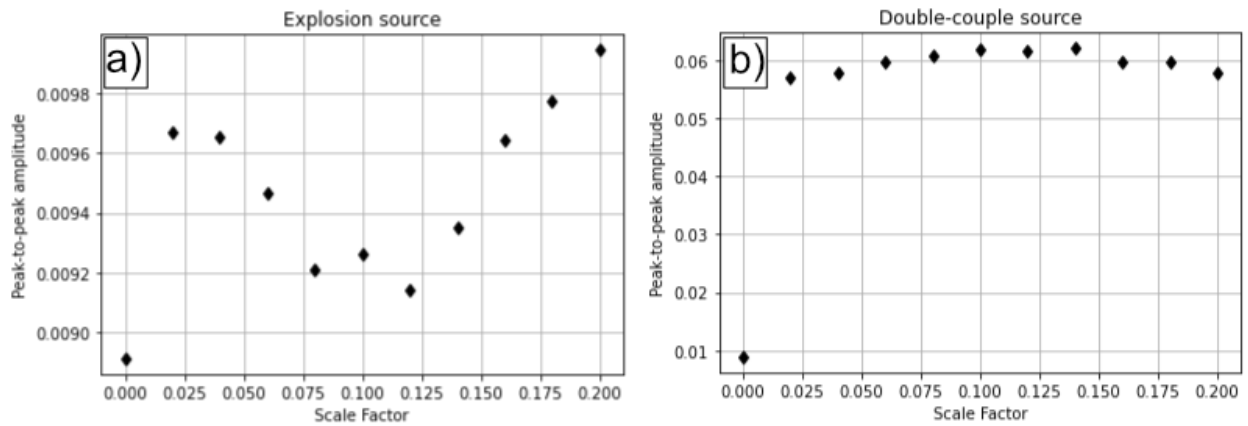 Explosion source
a)
Peak-to-peak amplitude
0.0098
0.0096
0.0094
0.0092
0.0090
0.000 0.025 0.050 0.075 0.100 0.125 0.150 0.175 0.200
Scale Factor
Double-couple source
b)
Peak-to-peak amplitude
0.06
0.05
0.04
0.03
0.02
0.01
0.000 0.025 0.050 0.075 0.100 0.125 0.150 0.175 0.200
Scale Factor